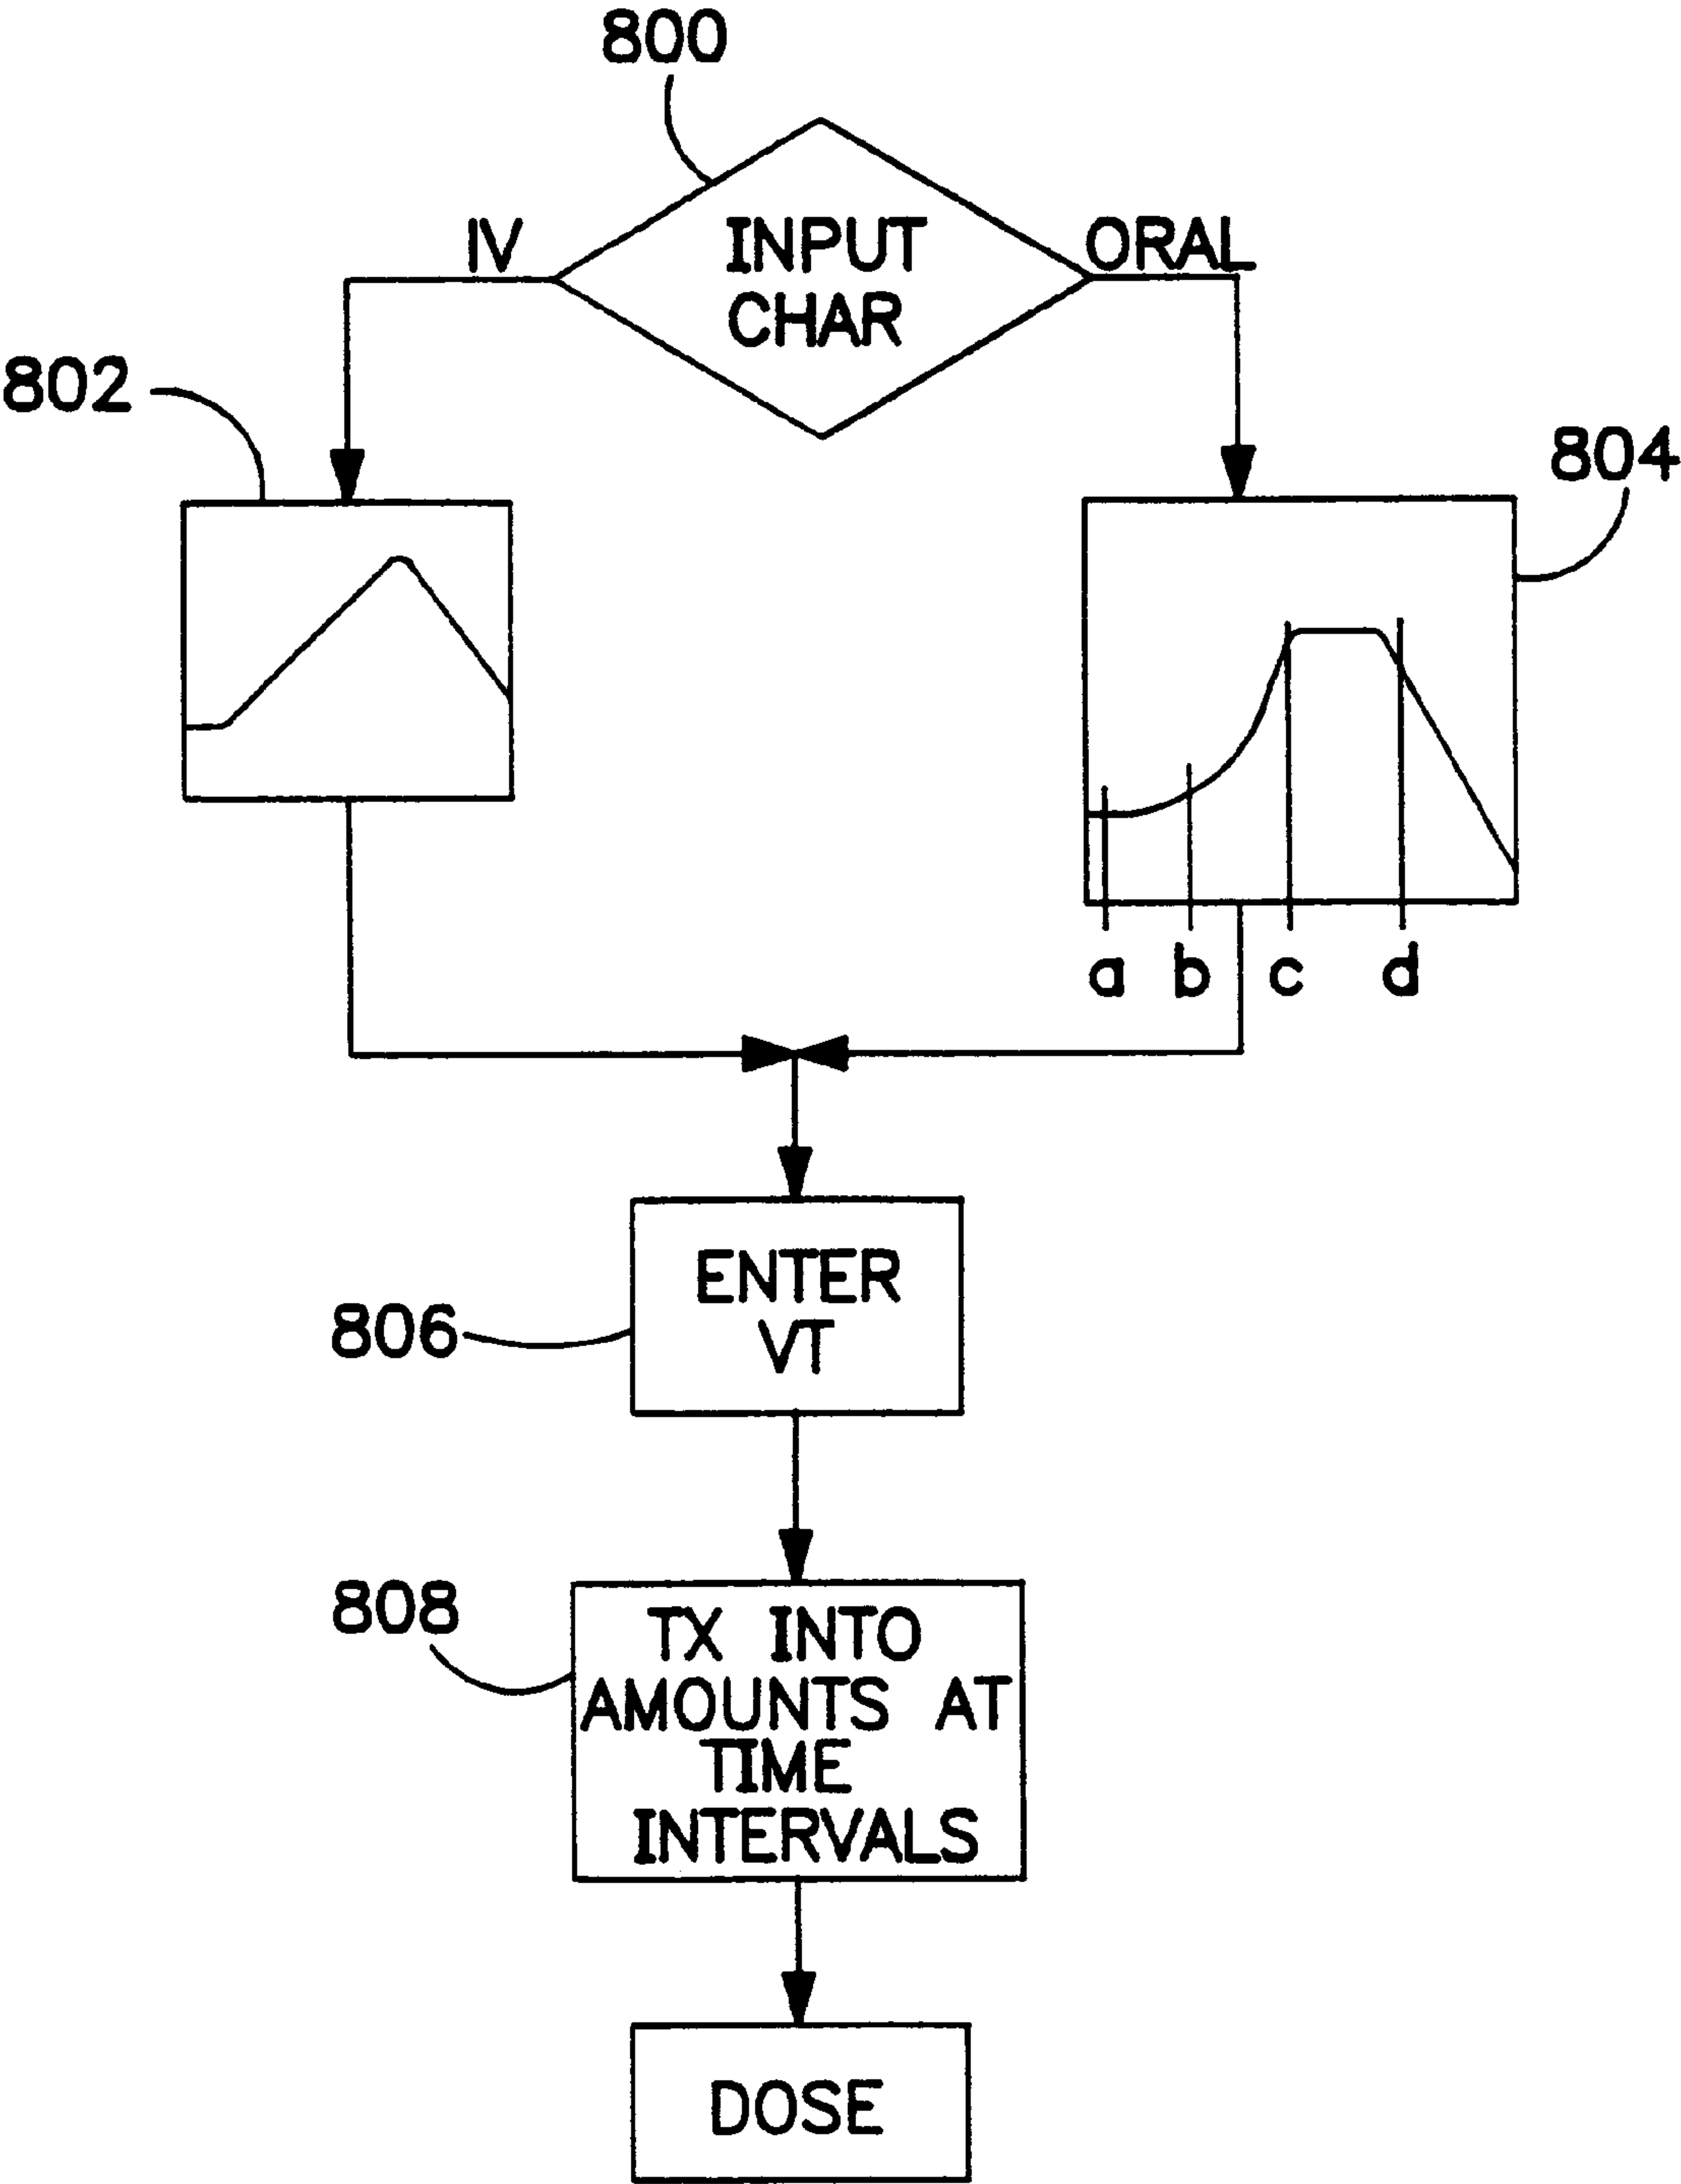 800
IV
INPUT
CHAR
ORAL
802
804
a b c d
ENTER
VT
806
808
TX INTO
AMOUNTS AT
TIME
INTERVALS
DOSE